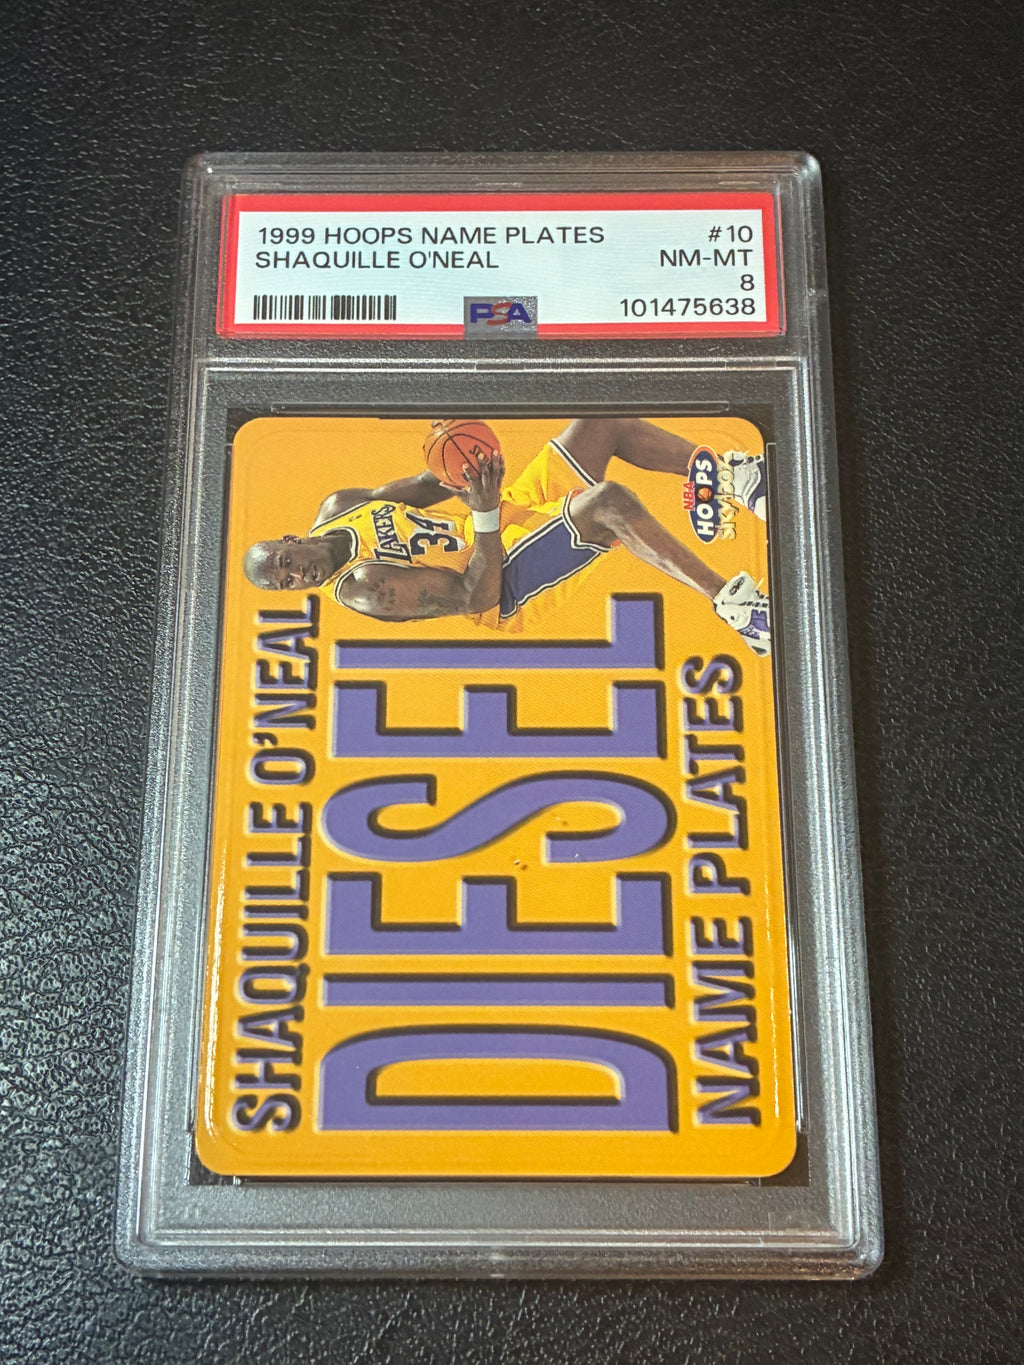 1999 HOOPS NAME PLATES
#10
SHAQUILLE O'NEAL
NM-MT
8
PSA
101475638
SHAQUILLE O'NEAL
DIESEL
NAME PLATES
LAKERS
34
NBA
HOOPS
SKYBOX